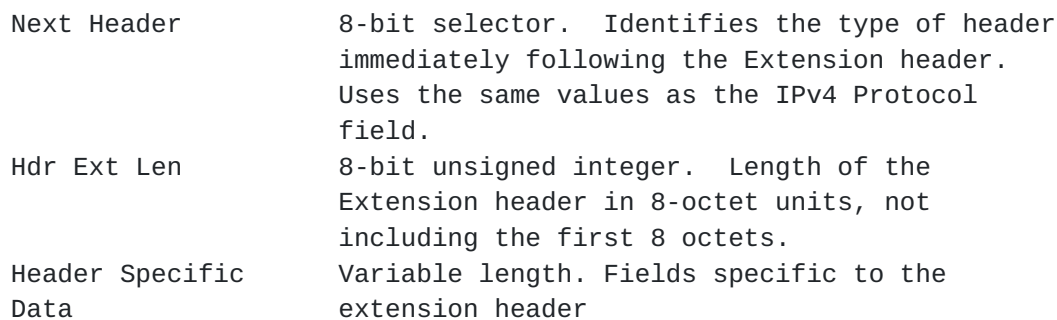 Next Header          8-bit selector.  Identifies the type of header
                     immediately following the Extension header.
                     Uses the same values as the IPv4 Protocol
                     field.
Hdr Ext Len          8-bit unsigned integer.  Length of the
                     Extension header in 8-octet units, not
                     including the first 8 octets.
Header Specific      Variable length. Fields specific to the
Data                 extension header